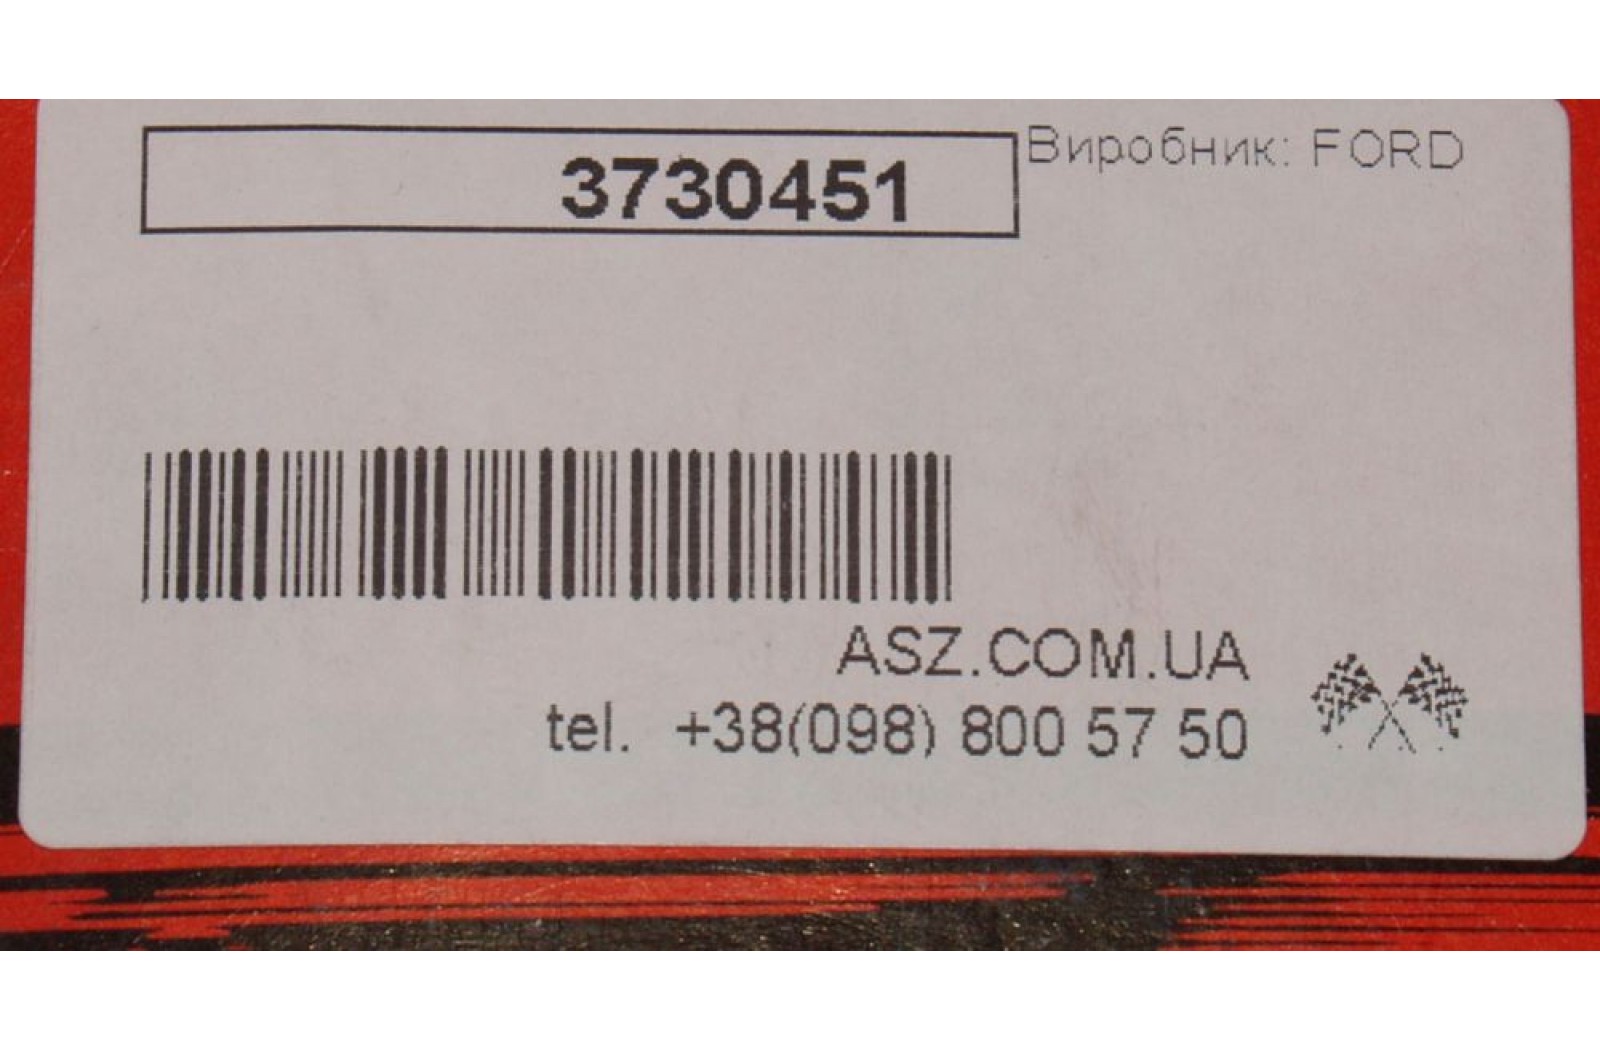 3730451
Виробник: FORD
ASZ.COM.UA
tel. +38(098) 800 57 50